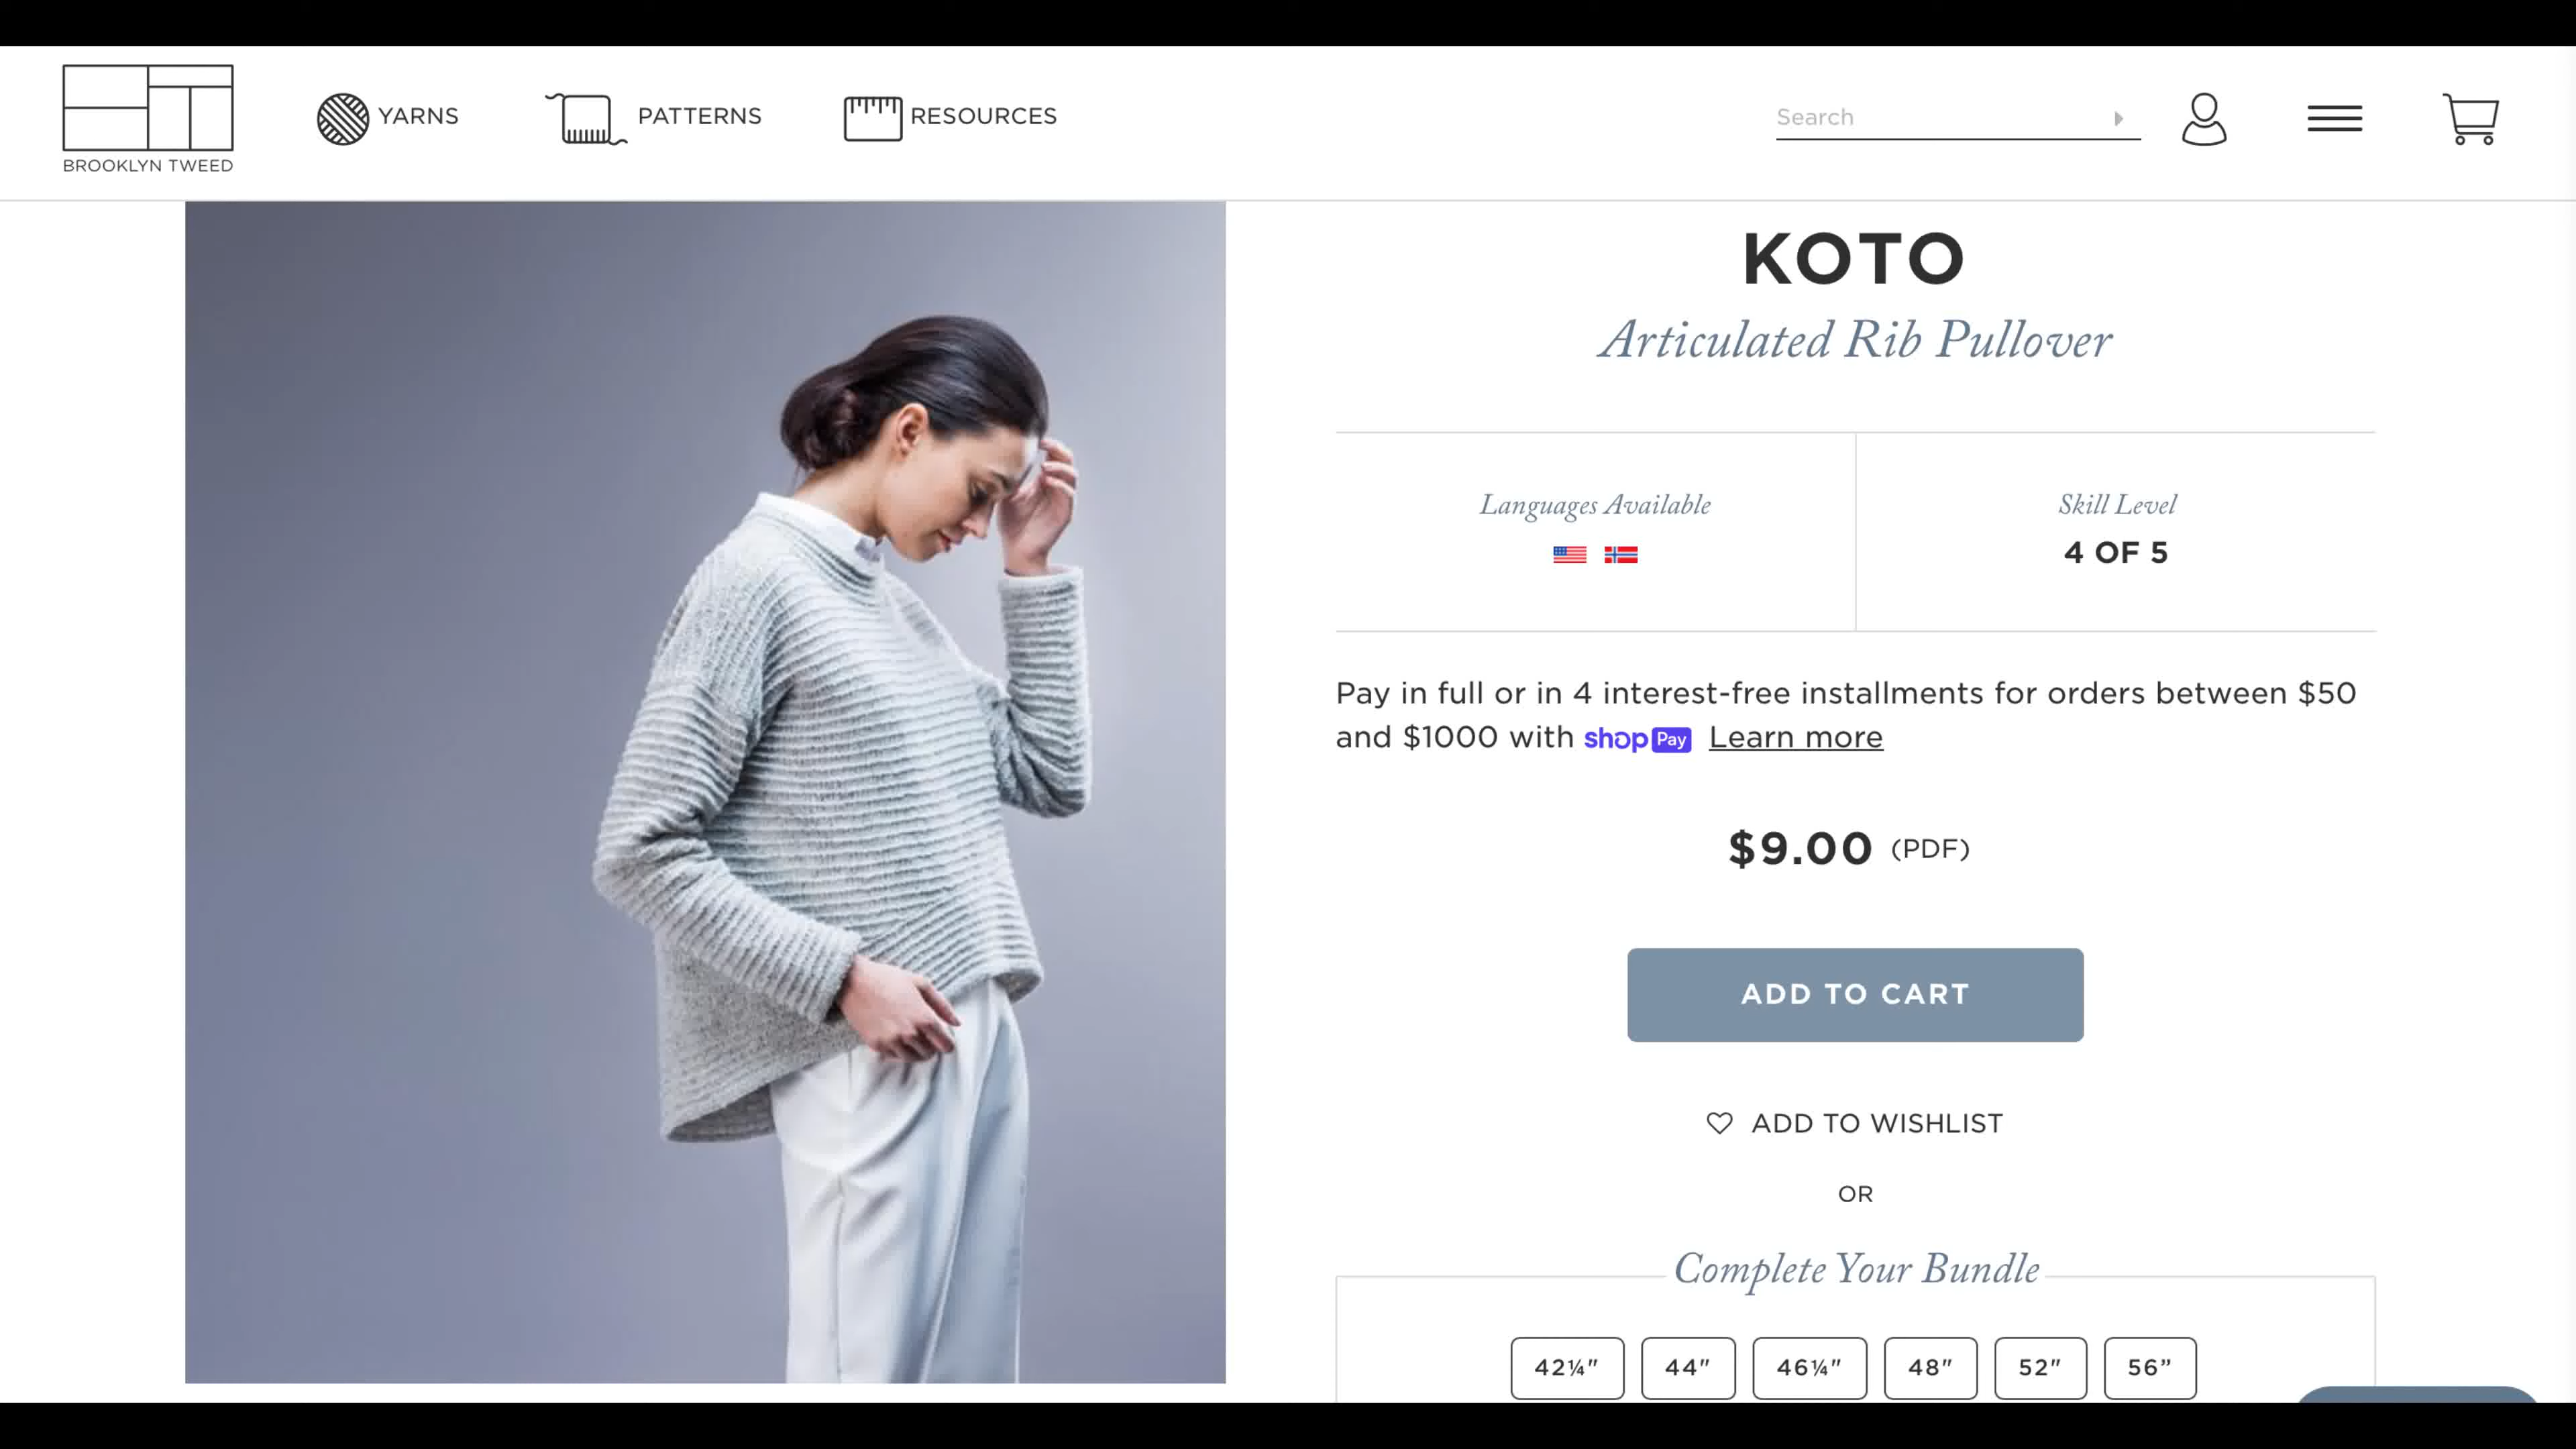 BROOKLYN TWEED
YARNS
PATTERNS
RESOURCES
Search
KOTO
Articulated Rib Pullover
Languages Available
Skill Level
4 OF 5
Pay in full or in 4 interest-free installments for orders between $50
and $1000 with shop Pay Learn more
$9.00 (PDF)
ADD TO CART
ADD TO WISHLIST
OR
Complete Your Bundle
42¼"
44"
46¼"
48"
52"
56”